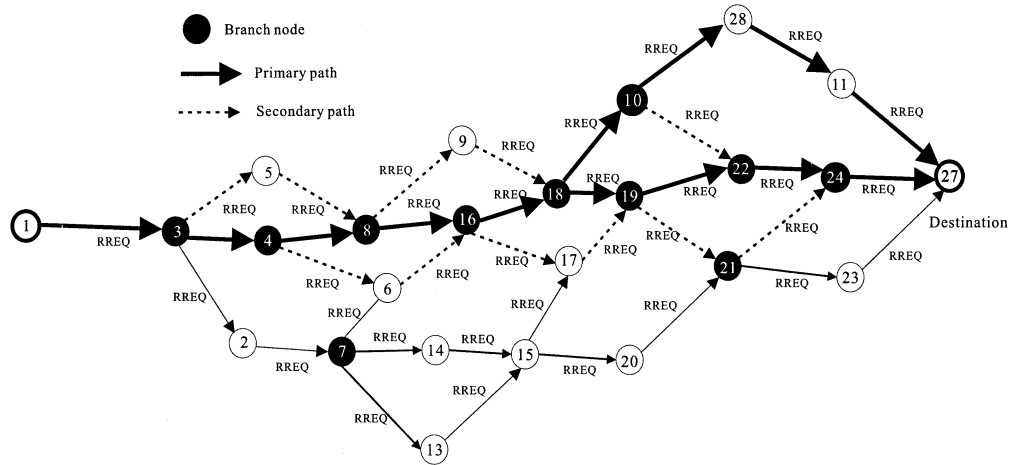 Branch node
Primary path
Secondary path
28
RREQ
RREQ
11
10
RREQ
RREQ
RREQ
RREQ
9
RREQ
RREQ
5
22
24
27
RREQ
RREQ
RREQ
RREQ
18
19
RREQ
RREQ
RREQ
RREQ
16
1
3
4
8
Destination
RREQ
RREQ
RREQ
RREQ
17
21
23
RREQ
RREQ
6
RREQ
RREQ
RREQ
RREQ
RREQ
2
7
RREQ
14
RREQ
15
20
RREQ
RREQ
RREQ
RREQ
13